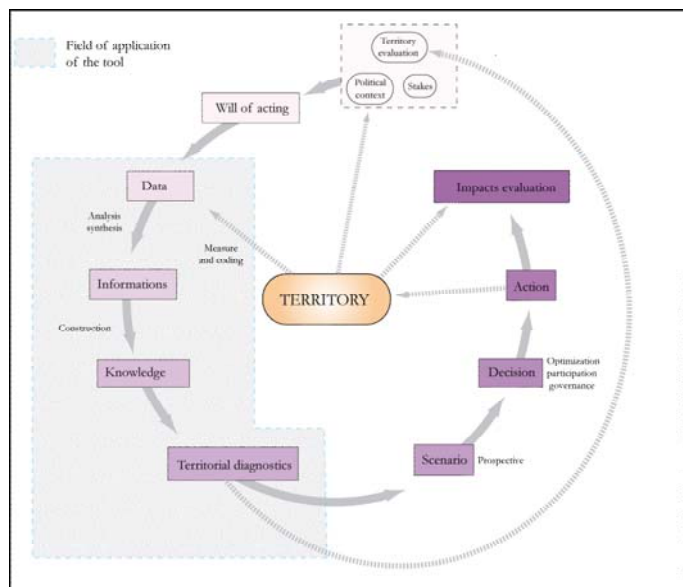 Field of application
of the tool
Territory
evaluation
Political
context
Stakes
Will of acting
Data
Impacts evaluation
Analysis
synthesis
Measure
and coding
Informations
TERRITORY
Action
Construction
Knowledge
Decision
Optimization
participation
governance
Territorial diagnostics
Scenario
Prospective